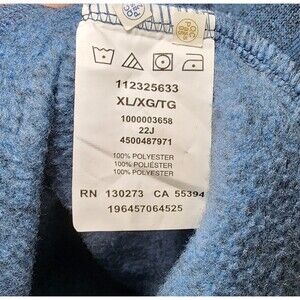 112325633
XL/XG/TG
1000003658
22J
4500487971
100% POLYESTER
100% POLIÉSTER
100% POLYESTER
RN 130273 CA 55394
196457064525